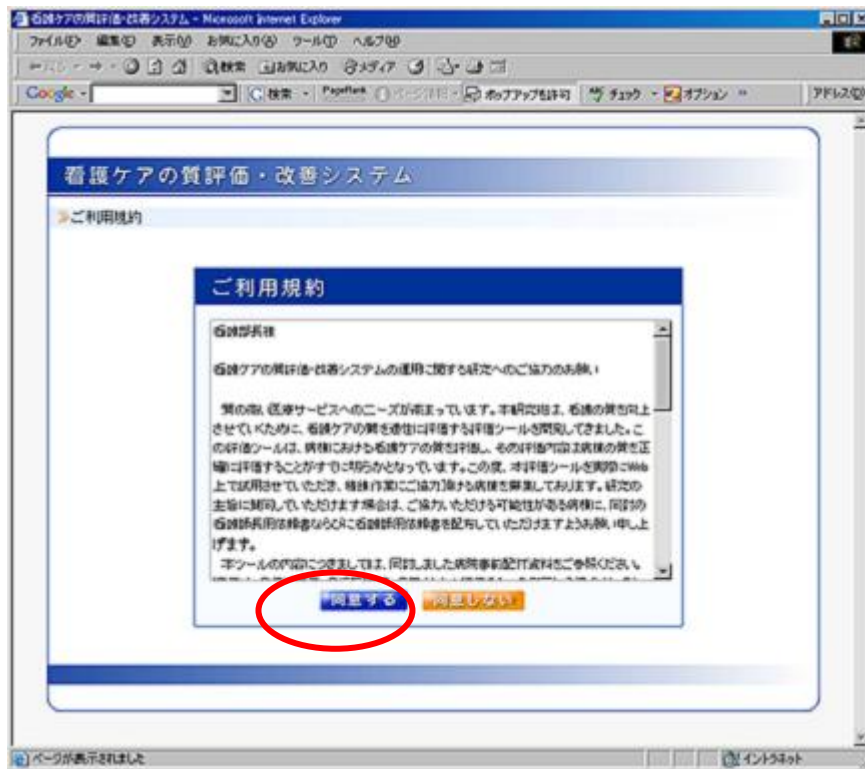 看護ケアの質評価・改善システム - Microsoft Internet Explorer
ファイル(F) 編集(E) 表示(V) お気に入り(A) ツール(T) ヘルプ(H)
検索 お気に入り メディア
Google - 検索 - PageRank ポップアップを許可 チェック - オプション アドレス(D)
看護ケアの質評価・改善システム
ご利用規約
ご利用規約
看護部長様
看護ケアの質評価・改善システムの運用に関する研究へのご協力のお願い
医療サービスへのニーズが高まっています。本研究班は、看護の質を向上
させていくために、看護ケアの質を適切に評価する評価ツールを開発してきました。こ
の評価ツールは、病棟における看護ケアの質を評価し、その評価内容は病棟の質を正
確に評価することがすでに明らかとなっています。この度、本評価ツールを実際にWeb
上で試用させていただき、精錬作業にご協力頂ける病棟を募集しております。研究の
主旨に賛同していただけます場合は、ご協力いただける可能性がある病棟に、同封の
看護師長用依頼書ならびに看護師用依頼書を配布していただけますようお願い申し上
げます。
本ツールの内容につきましては、同封しました病院事前配付資料をご参照ください。
同意する 同意しない
ページが表示されました イントラネット